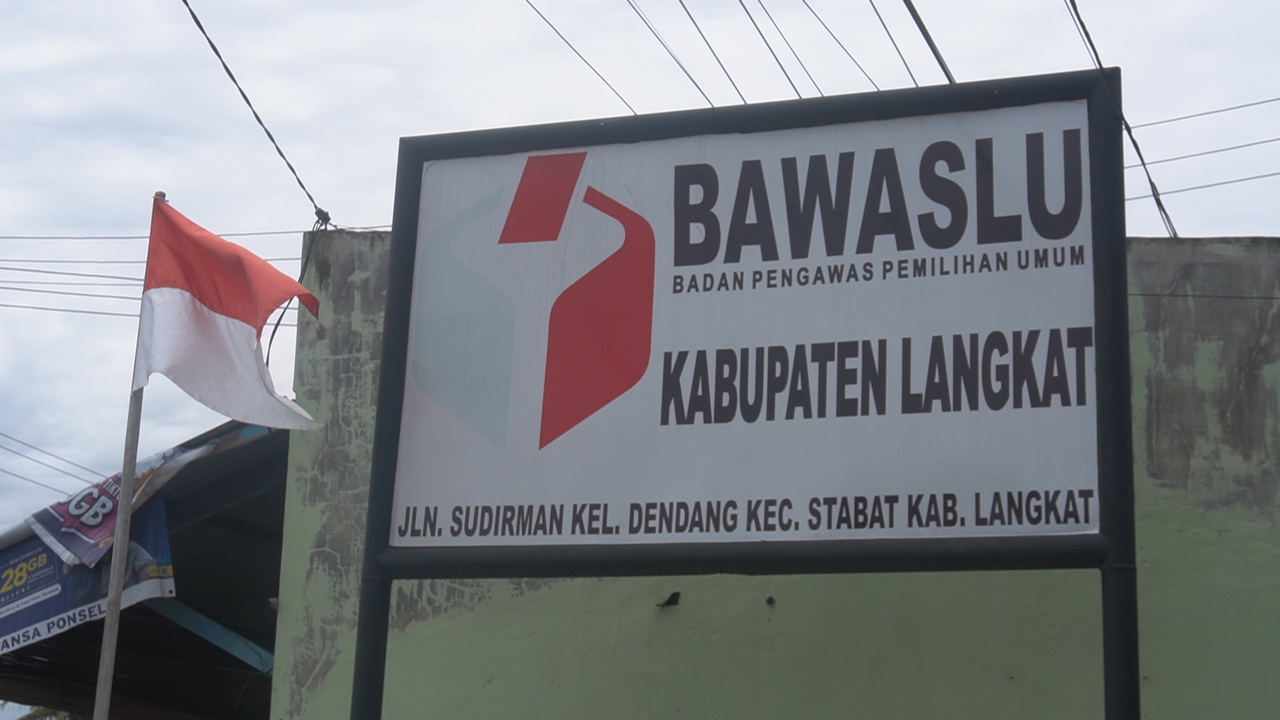 BAWASLU
BADAN PENGAWAS PEMILIHAN UMUM
KABUPATEN LANGKAT
JLN. SUDIRMAN KEL. DENDANG KEC. STABAT KAB. LANGKAT
GB
28GB
ANSA PONSEL